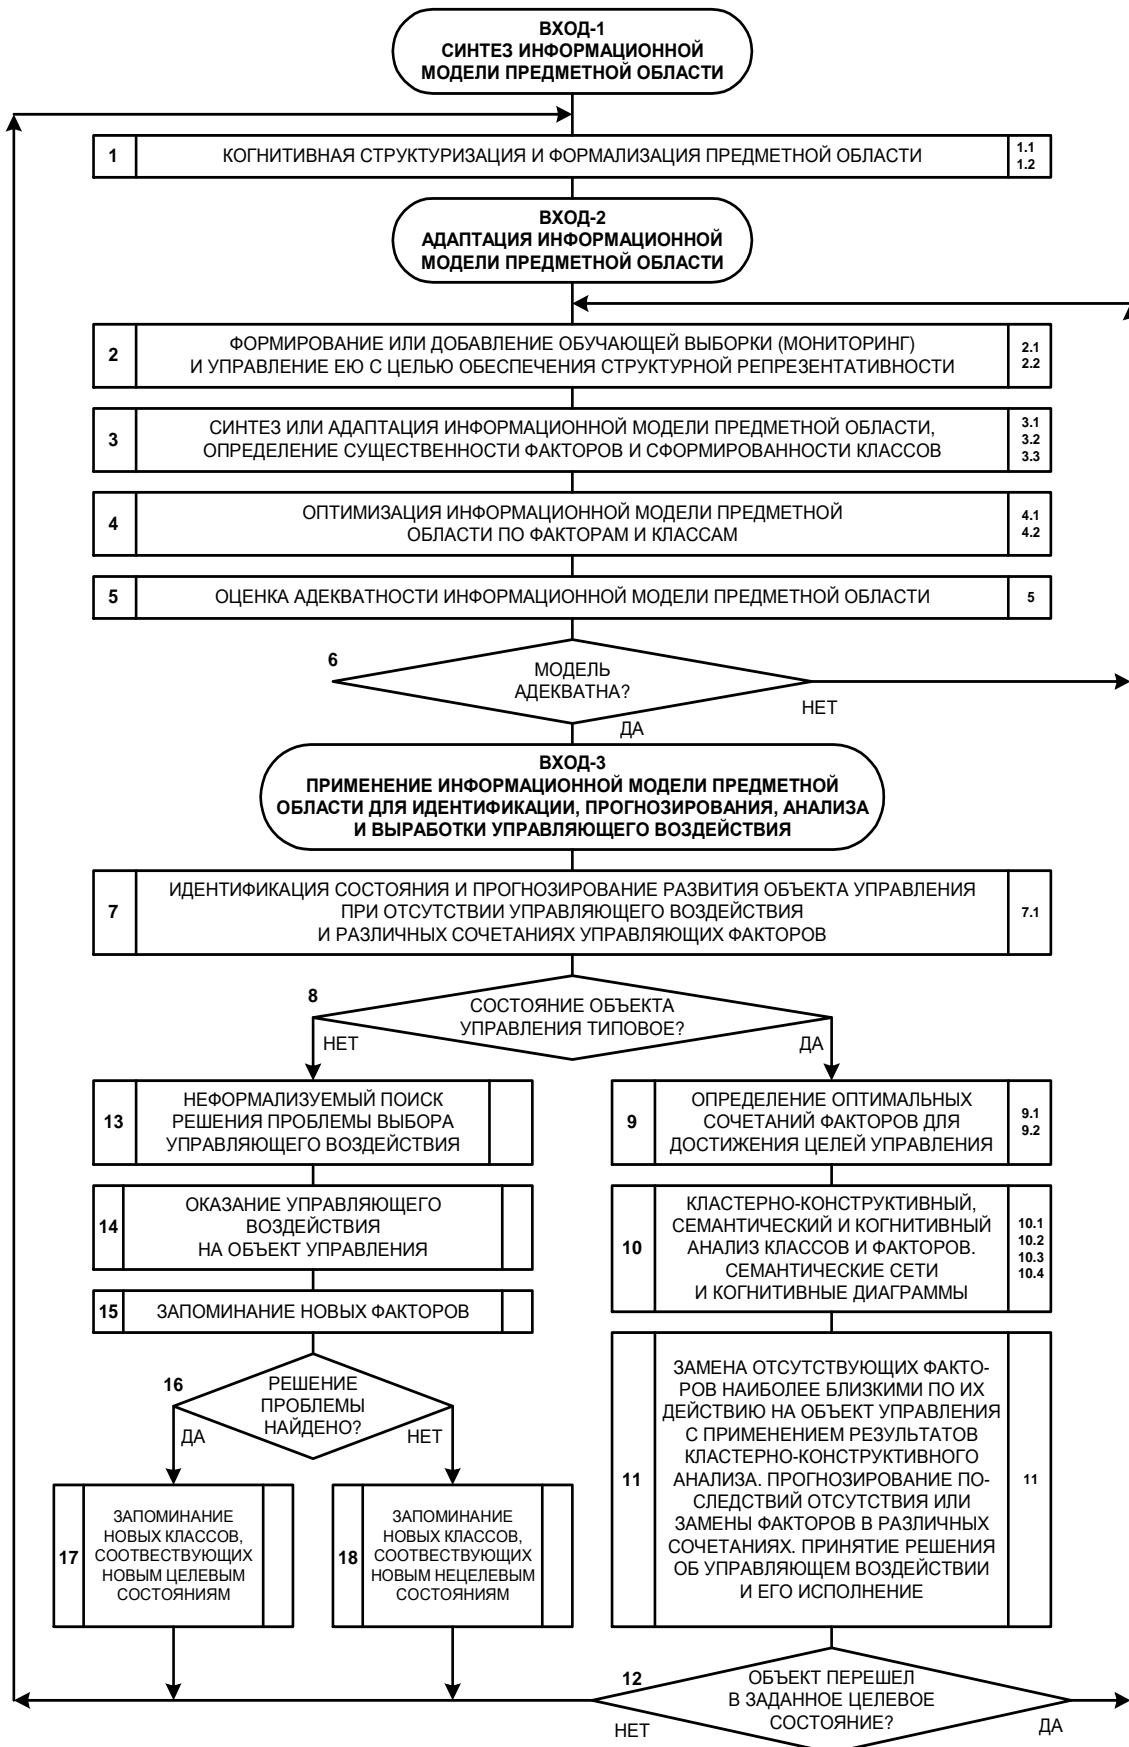 ВХОД-1
СИНТЕЗ ИНФОРМАЦИОННОЙ
МОДЕЛИ ПРЕДМЕТНОЙ ОБЛАСТИ
1
КОГНИТИВНАЯ СТРУКТУРИЗАЦИЯ И ФОРМАЛИЗАЦИЯ ПРЕДМЕТНОЙ ОБЛАСТИ
1.1
1.2
ВХОД-2
АДАПТАЦИЯ ИНФОРМАЦИОННОЙ
МОДЕЛИ ПРЕДМЕТНОЙ ОБЛАСТИ
2
ФОРМИРОВАНИЕ ИЛИ ДОБАВЛЕНИЕ ОБУЧАЮЩЕЙ ВЫБОРКИ (МОНИТОРИНГ)
И УПРАВЛЕНИЕ ЕЮ С ЦЕЛЬЮ ОБЕСПЕЧЕНИЯ СТРУКТУРНОЙ РЕПРЕЗЕНТАТИВНОСТИ
2.1
2.2
3
СИНТЕЗ ИЛИ АДАПТАЦИЯ ИНФОРМАЦИОННОЙ МОДЕЛИ ПРЕДМЕТНОЙ ОБЛАСТИ,
ОПРЕДЕЛЕНИЕ СУЩЕСТВЕННОСТИ ФАКТОРОВ И СФОРМИРОВАННОСТИ КЛАССОВ
3.1
3.2
3.3
4
ОПТИМИЗАЦИЯ ИНФОРМАЦИОННОЙ МОДЕЛИ ПРЕДМЕТНОЙ
ОБЛАСТИ ПО ФАКТОРАМ И КЛАССАМ
4.1
4.2
5
ОЦЕНКА АДЕКВАТНОСТИ ИНФОРМАЦИОННОЙ МОДЕЛИ ПРЕДМЕТНОЙ ОБЛАСТИ
5
6
МОДЕЛЬ
АДЕКВАТНА?
НЕТ
ДА
ВХОД-3
ПРИМЕНЕНИЕ ИНФОРМАЦИОННОЙ МОДЕЛИ ПРЕДМЕТНОЙ
ОБЛАСТИ ДЛЯ ИДЕНТИФИКАЦИИ, ПРОГНОЗИРОВАНИЯ, АНАЛИЗА
И ВЫРАБОТКИ УПРАВЛЯЮЩЕГО ВОЗДЕЙСТВИЯ
7
ИДЕНТИФИКАЦИЯ СОСТОЯНИЯ И ПРОГНОЗИРОВАНИЕ РАЗВИТИЯ ОБЪЕКТА УПРАВЛЕНИЯ
ПРИ ОТСУТСТВИИ УПРАВЛЯЮЩЕГО ВОЗДЕЙСТВИЯ
И РАЗЛИЧНЫХ СОЧЕТАНИЯХ УПРАВЛЯЮЩИХ ФАКТОРОВ
7.1
8
СОСТОЯНИЕ ОБЪЕКТА
УПРАВЛЕНИЯ ТИПОВОЕ?
НЕТ
ДА
13
НЕФОРМАЛИЗУЕМЫЙ ПОИСК
РЕШЕНИЯ ПРОБЛЕМЫ ВЫБОРА
УПРАВЛЯЮЩЕГО ВОЗДЕЙСТВИЯ
14
ОКАЗАНИЕ УПРАВЛЯЮЩЕГО
ВОЗДЕЙСТВИЯ
НА ОБЪЕКТ УПРАВЛЕНИЯ
15
ЗАПОМИНАНИЕ НОВЫХ ФАКТОРОВ
16
РЕШЕНИЕ
ПРОБЛЕМЫ
НАЙДЕНО?
ДА
НЕТ
17
ЗАПОМИНАНИЕ
НОВЫХ КЛАССОВ,
СООТВЕСТВУЮЩИХ
НОВЫМ ЦЕЛЕВЫМ
СОСТОЯНИЯМ
18
ЗАПОМИНАНИЕ
НОВЫХ КЛАССОВ,
СООТВЕСТВУЮЩИХ
НОВЫМ НЕЦЕЛЕВЫМ
СОСТОЯНИЯМ
9
ОПРЕДЕЛЕНИЕ ОПТИМАЛЬНЫХ
СОЧЕТАНИЙ ФАКТОРОВ ДЛЯ
ДОСТИЖЕНИЯ ЦЕЛЕЙ УПРАВЛЕНИЯ
9.1
9.2
10
КЛАСТЕРНО-КОНСТРУКТИВНЫЙ,
СЕМАНТИЧЕСКИЙ И КОГНИТИВНЫЙ
АНАЛИЗ КЛАССОВ И ФАКТОРОВ.
СЕМАНТИЧЕСКИЕ СЕТИ
И КОГНИТИВНЫЕ ДИАГРАММЫ
10.1
10.2
10.3
10.4
11
ЗАМЕНА ОТСУТСТВУЮЩИХ ФАКТО-
РОВ НАИБОЛЕЕ БЛИЗКИМИ ПО ИХ
ДЕЙСТВИЮ НА ОБЪЕКТ УПРАВЛЕНИЯ
С ПРИМЕНЕНИЕМ РЕЗУЛЬТАТОВ
КЛАСТЕРНО-КОНСТРУКТИВНОГО
АНАЛИЗА. ПРОГНОЗИРОВАНИЕ ПО-
СЛЕДСТВИЙ ОТСУТСТВИЯ ИЛИ
ЗАМЕНЫ ФАКТОРОВ В РАЗЛИЧНЫХ
СОЧЕТАНИЯХ. ПРИНЯТИЕ РЕШЕНИЯ
ОБ УПРАВЛЯЮЩЕМ ВОЗДЕЙСТВИИ
И ЕГО ИСПОЛНЕНИЕ
11
12
ОБЪЕКТ ПЕРЕШЕЛ
В ЗАДАННОЕ ЦЕЛЕВОЕ
СОСТОЯНИЕ?
НЕТ
ДА